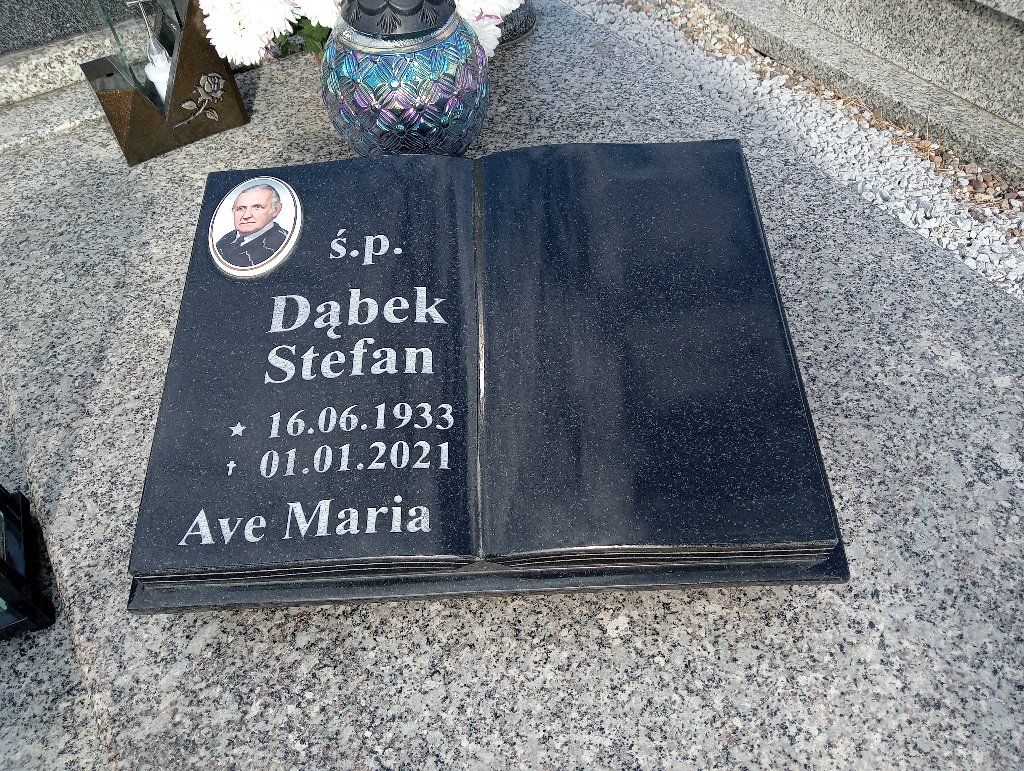 ś.p.
Dąbek
Stefan
★ 16.06.1933
✝ 01.01.2021
Ave Maria